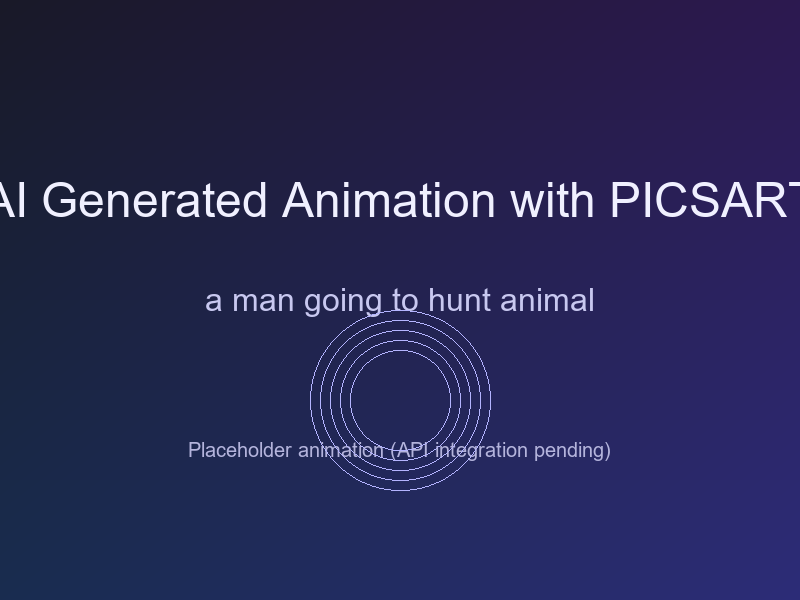 AI Generated Animation with PICSART
a man going to hunt animal
Placeholder animation (API integration pending)